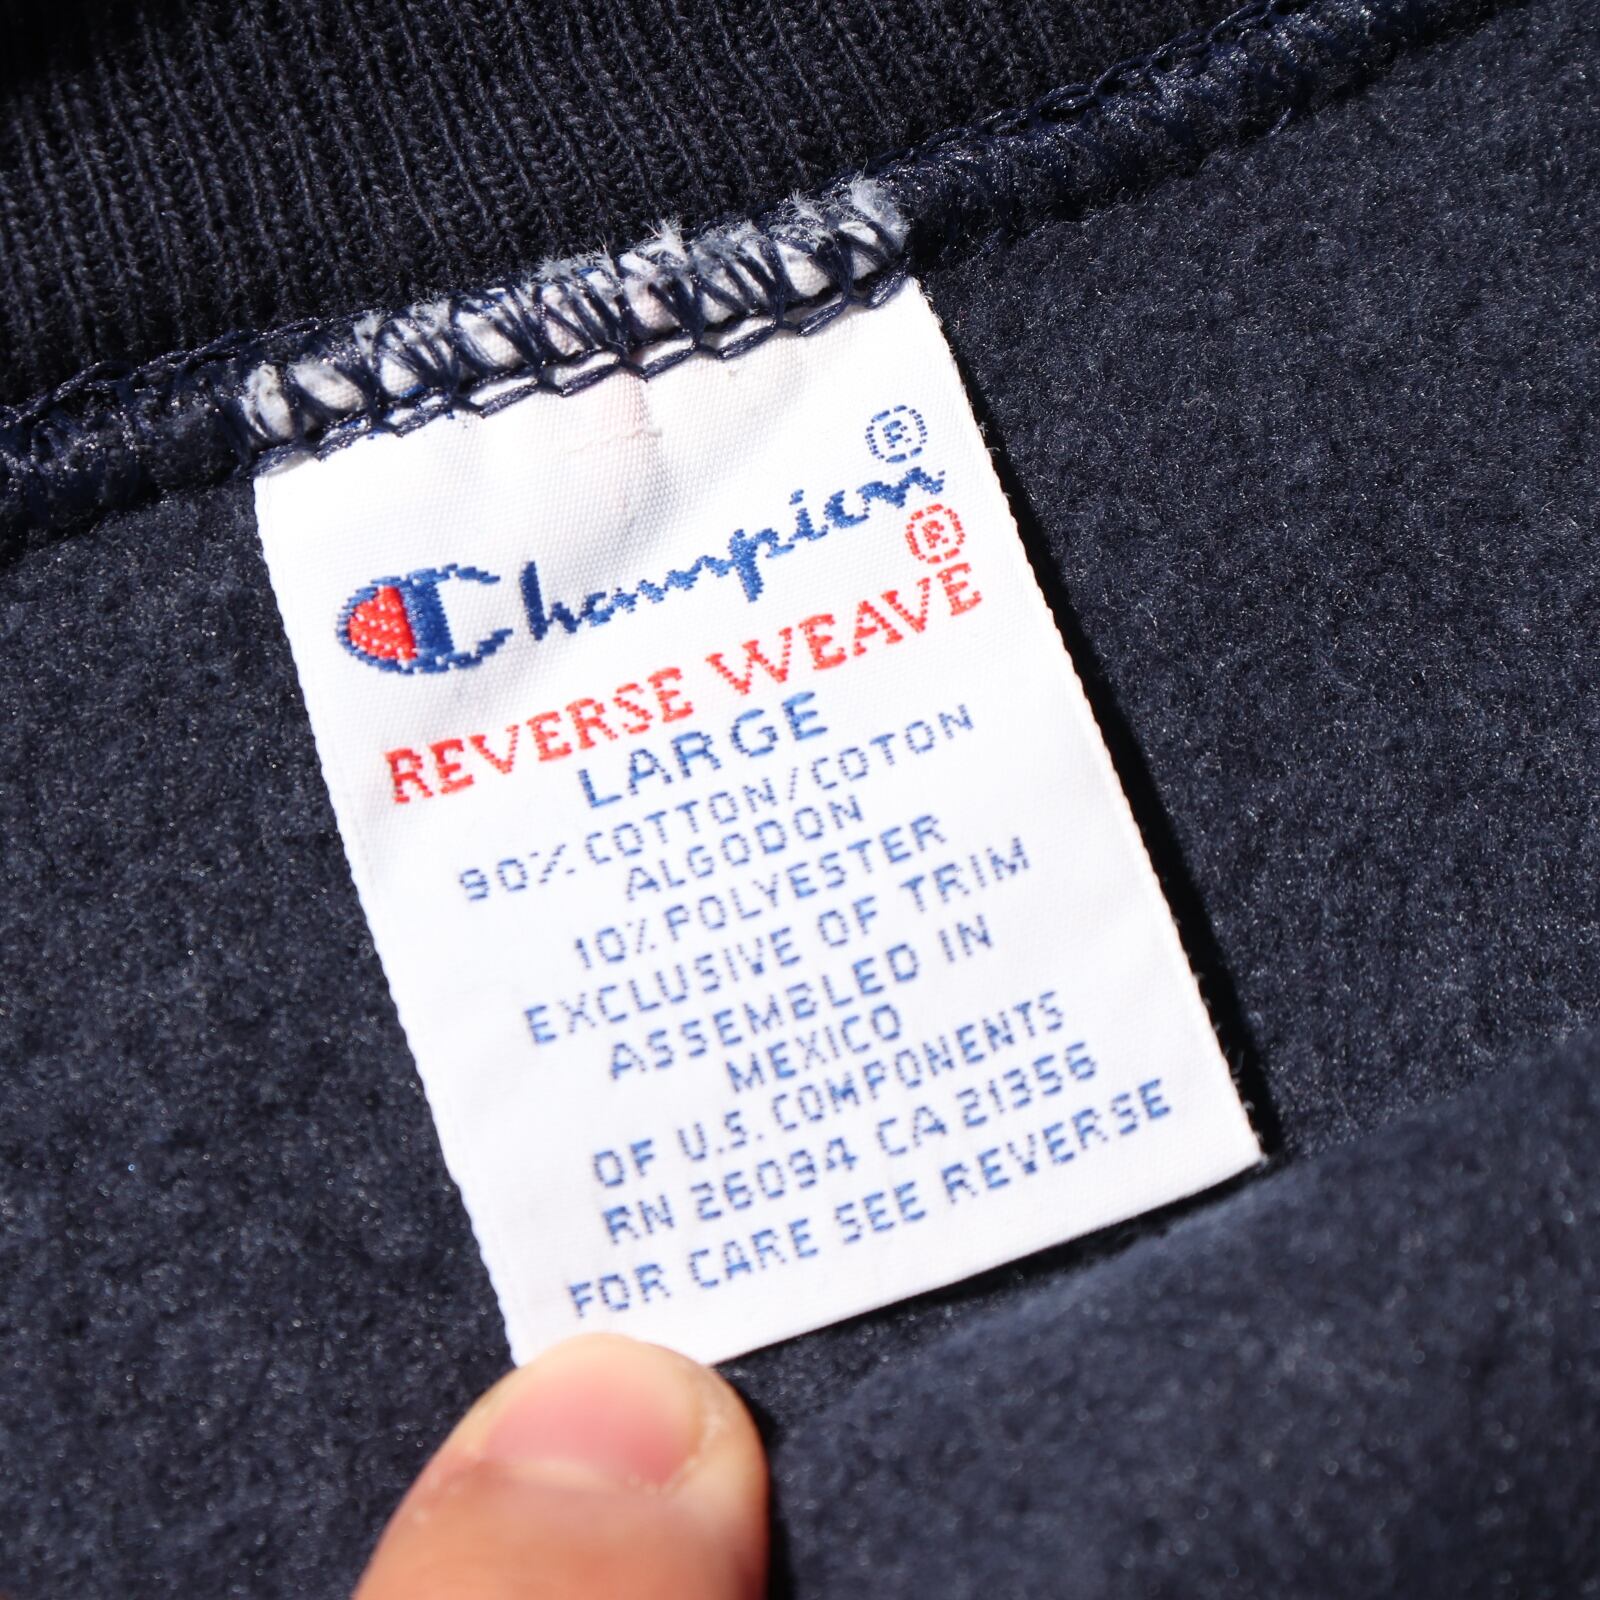 Champion®
REVERSE WEAVE®
LARGE
90% COTTON/COTON
ALGODON
10% POLYESTER
EXCLUSIVE OF TRIM
ASSEMBLED IN
MEXICO
OF U.S. COMPONENTS
RN 26094 CA 21356
FOR CARE SEE REVERSE